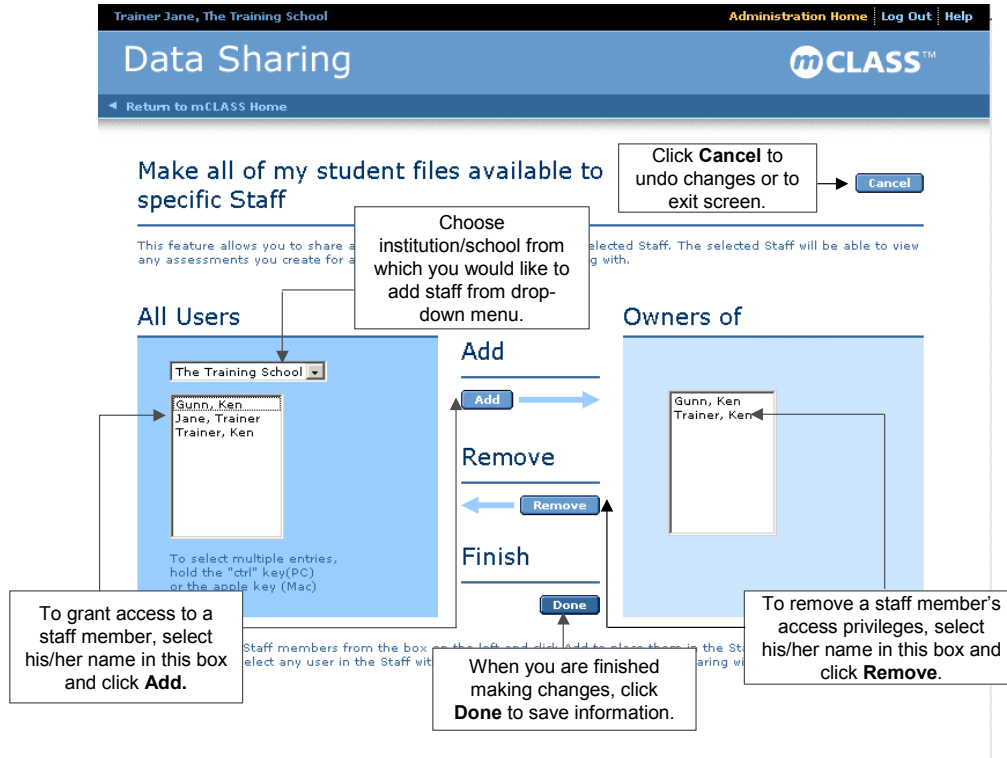 Trainer Jane, The Training School
Administration Home Log Out Help
Data Sharing
mCLASS™
Return to mCLASS Home
Make all of my student files available to
specific Staff
Click Cancel to
undo changes or to
exit screen.
Cancel
Choose
institution/school from
which you would like to
add staff from drop-
down menu.
This feature allows you to share a
elected Staff. The selected Staff will be able to view
any assessments you create for a
g with.
All Users
The Training School
Gunn, Ken
Jane, Trainer
Trainer, Ken
To select multiple entries,
hold the "ctrl" key(PC)
or the apple key (Mac)
Add
Add
Remove
Remove
Finish
Done
Owners of
Gunn, Ken
Trainer, Ken
To grant access to a
staff member, select
his/her name in this box
and click Add.
Staff members from the box on the left and click Add to place them in the Sta
elect any user in the Staff wit
aring wi
When you are finished
making changes, click
Done to save information.
To remove a staff member's
access privileges, select
his/her name in this box and
click Remove.